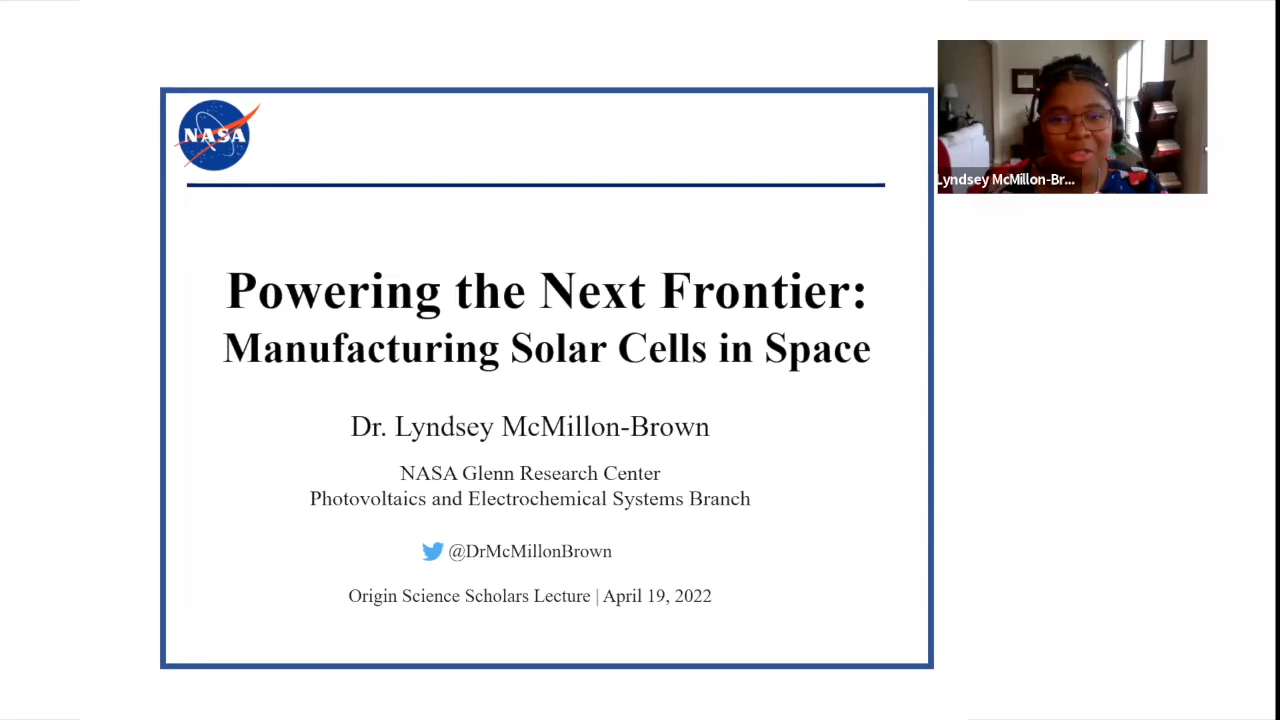 NASA
Powering the Next Frontier:
Manufacturing Solar Cells in Space
Dr. Lyndsey McMillon-Brown
NASA Glenn Research Center
Photovoltaics and Electrochemical Systems Branch
@DrMcMillonBrown
Origin Science Scholars Lecture | April 19, 2022
Lyndsey McMillon-Br...